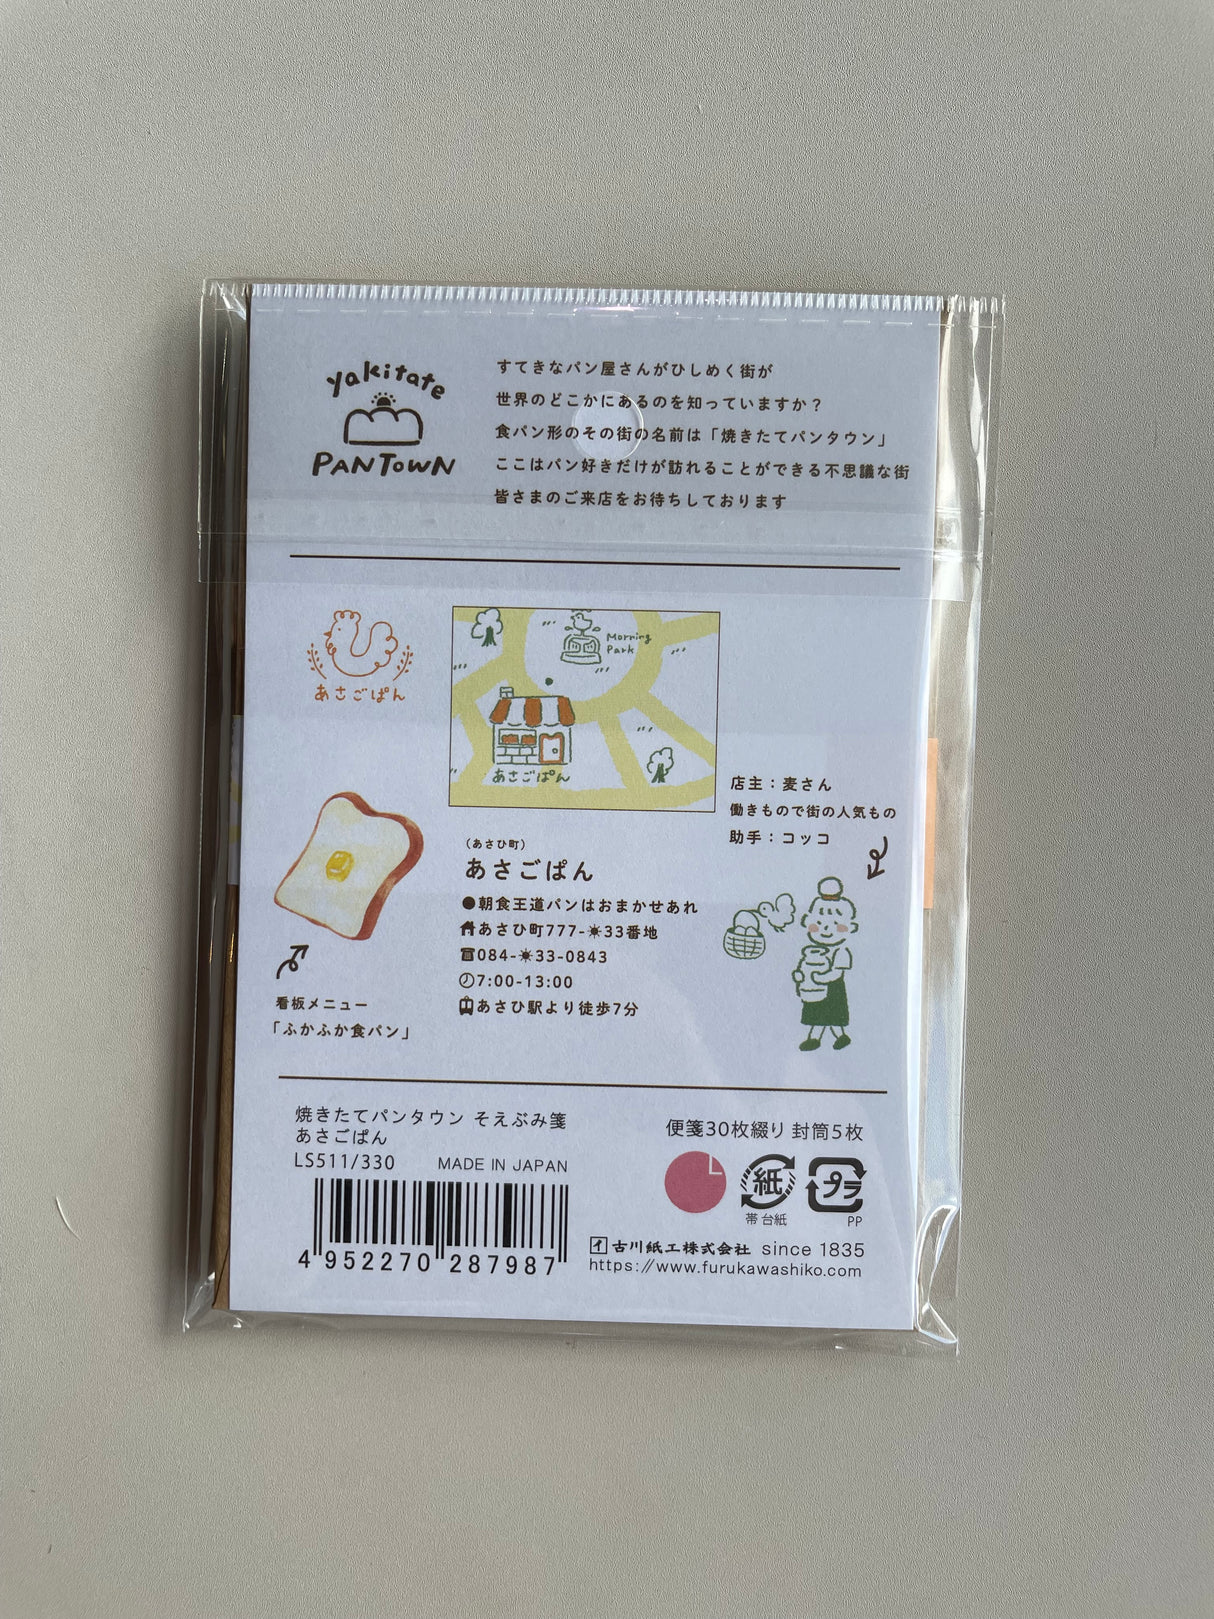 yakitate
PANTOWN
すてきなパン屋さんがひしめく街が
世界のどこかにあるのを知っていますか？
食パン形のその街の名前は「焼きたてパンタウン」
ここはパン好きだけが訪れることができる不思議な街
皆さまのご来店をお待ちしております
あさごぱん
Morning
Park
あさごぱん
店主：麦さん
働きもので街の人気もの
助手：コッコ
(あさひ町)
あさごぱん
●朝食王道パンはおまかせあれ
あさひ町777-☀33番地
☎084-☀33-0843
7:00-13:00
あさひ駅より徒歩7分
看板メニュー
「ふかふか食パン」
焼きたてパンタウン そえぶみ箋
あさごぱん
LS511/330 MADE IN JAPAN
4952270287987
便箋30枚綴り 封筒5枚
紙
帯 台紙
プラ
PP
イ 古川紙工株式会社 since 1835
https://www.furukawashiko.com